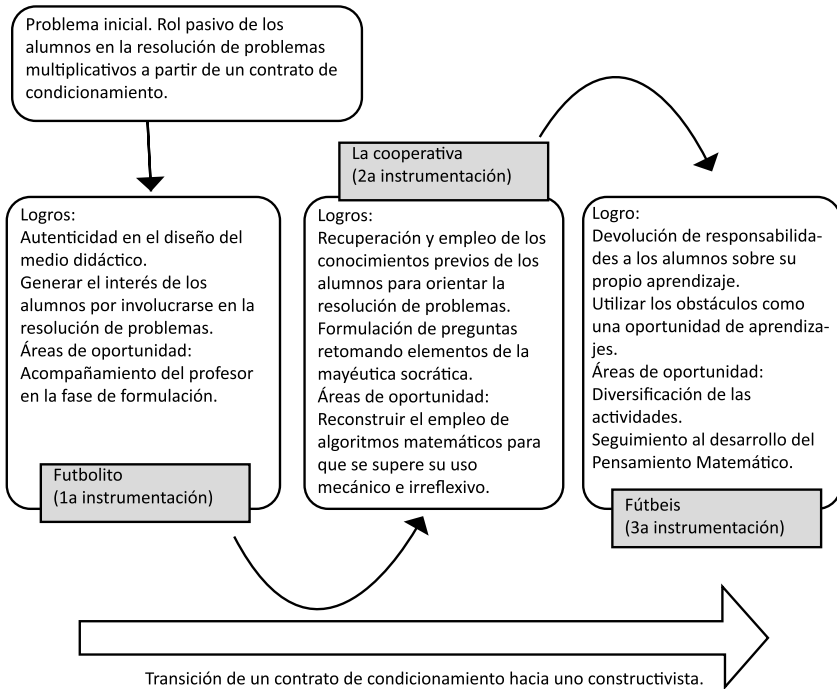 Problema inicial. Rol pasivo de los
alumnos en la resolución de problemas
multiplicativos a partir de un contrato de
condicionamiento.
Logros:
Autenticidad en el diseño del
medio didáctico.
Generar el interés de los
alumnos por involucrarse en la
resolución de problemas.
Áreas de oportunidad:
Acompañamiento del profesor
en la fase de formulación.
Futbolito
(1a instrumentación)
La cooperativa
(2a instrumentación)
Logros:
Recuperación y empleo de los
conocimientos previos de los
alumnos para orientar la
resolución de problemas.
Formulación de preguntas
retomando elementos de la
mayéutica socrática.
Áreas de oportunidad:
Reconstruir el empleo de
algoritmos matemáticos para
que se supere su uso
mecánico e irreflexivo.
Logro:
Devolución de responsabilida-
des a los alumnos sobre su
propio aprendizaje.
Utilizar los obstáculos como
una oportunidad de aprendiza-
jes.
Áreas de oportunidad:
Diversificación de las
actividades.
Seguimiento al desarrollo del
Pensamiento Matemático.
Fútbeis
(3a instrumentación)
Transición de un contrato de condicionamiento hacia uno constructivista.